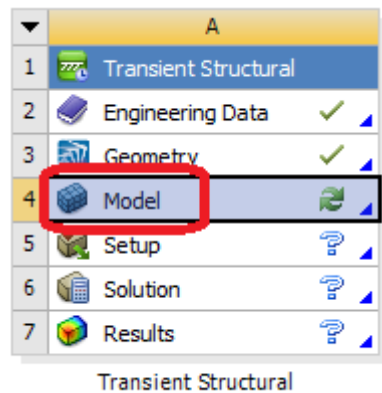 A
1 Transient Structural
2 Engineering Data
3 Geometry
4 Model
5 Setup ?
6 Solution ?
7 Results ?
Transient Structural